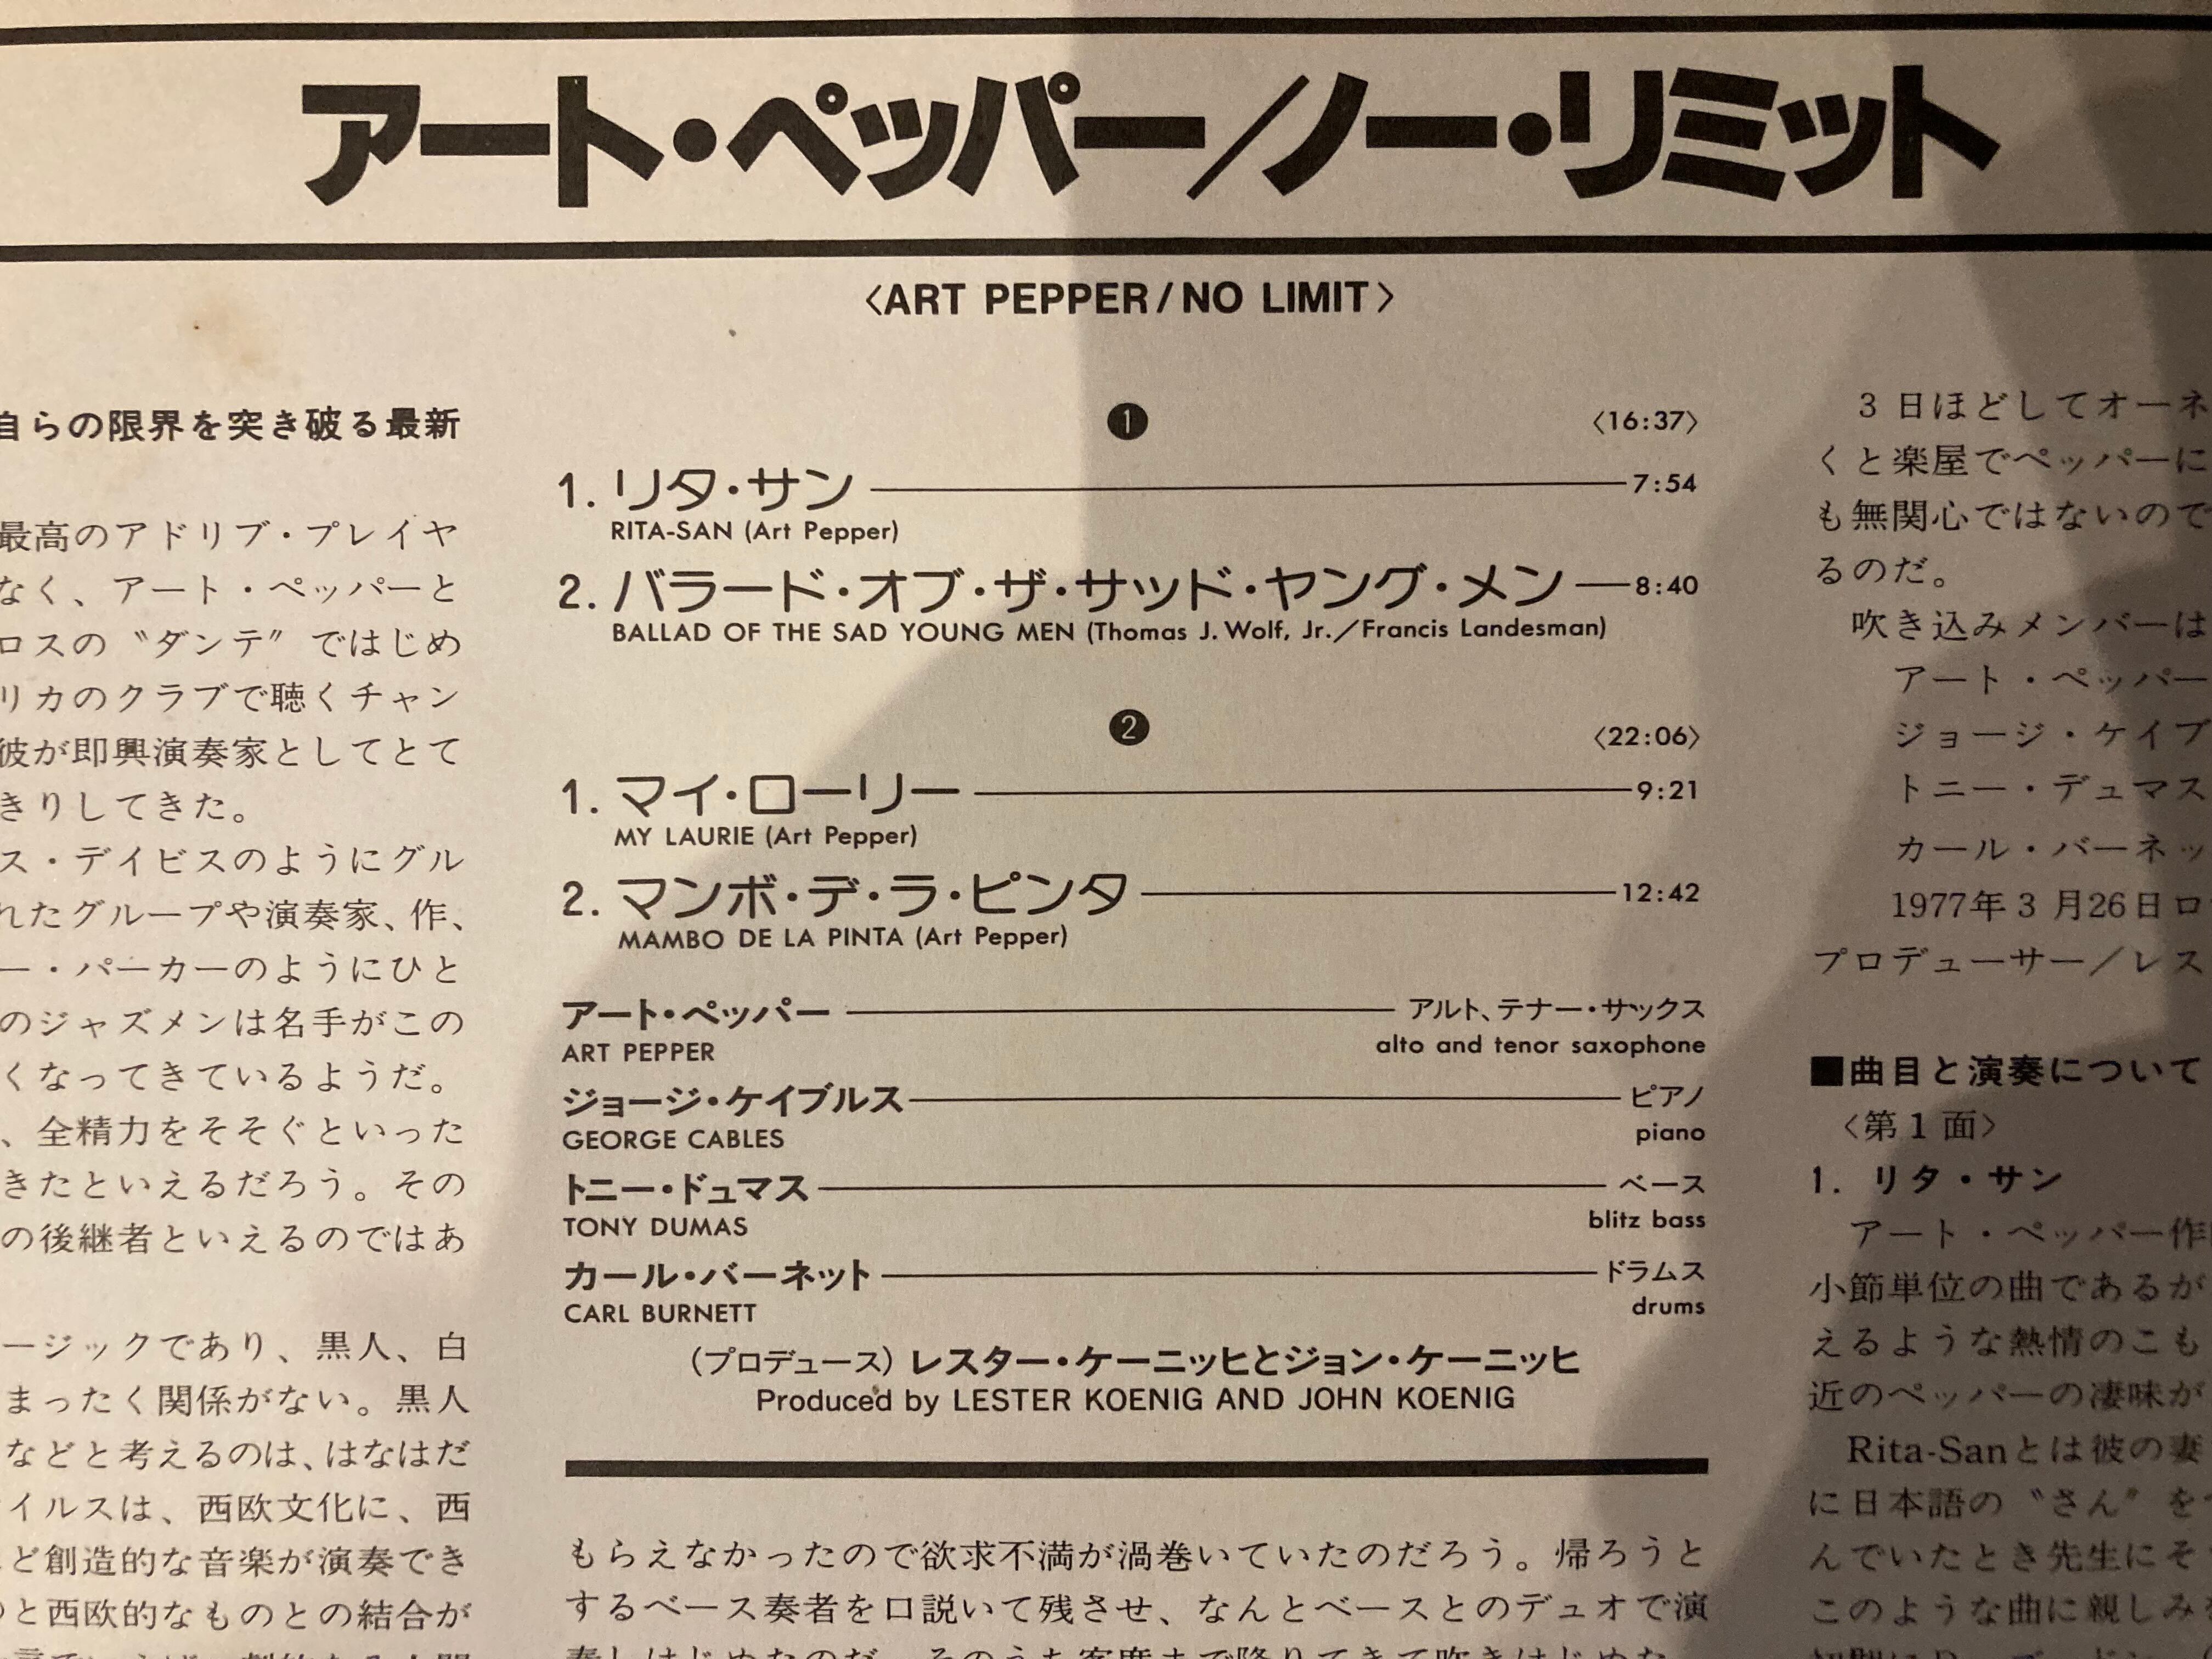 アート・ペッパー/ノー・リミット
〈ART PEPPER/NO LIMIT〉
自らの限界を突き破る最新
最高のアドリブ・プレイヤ
なく、アート・ペッパーと
ロスの〝ダンテ〞ではじめ
リカのクラブで聴くチャン
彼が即興演奏家としてとて
きりしてきた。
ス・デイビスのようにグル
れたグループや演奏家、作、
ー・パーカーのようにひと
のジャズメンは名手がこの
くなってきているようだ。
、全精力をそそぐといった
きたといえるだろう。その
の後継者といえるのではあ
ージックであり、黒人、白
まったく関係がない。黒人
などと考えるのは、はなはだ
イルスは、西欧文化に、西
ど創造的な音楽が演奏でき
と西欧的なものとの結合が
❶ 〈16:37〉
1. リタ・サン 7:54
RITA-SAN (Art Pepper)
2. バラード・オブ・ザ・サッド・ヤング・メン 8:40
BALLAD OF THE SAD YOUNG MEN (Thomas J. Wolf, Jr./Francis Landesman)
❷ 〈22:06〉
1. マイ・ローリー 9:21
MY LAURIE (Art Pepper)
2. マンボ・デ・ラ・ピンタ 12:42
MAMBO DE LA PINTA (Art Pepper)
アート・ペッパー アルト、テナー・サックス
ART PEPPER alto and tenor saxophone
ジョージ・ケイブルス ピアノ
GEORGE CABLES piano
トニー・ドュマス ベース
TONY DUMAS blitz bass
カール・バーネット ドラムス
CARL BURNETT drums
(プロデュース) レスター・ケーニッヒとジョン・ケーニッヒ
Produced by LESTER KOENIG AND JOHN KOENIG
もらえなかったので欲求不満が渦巻いていたのだろう。帰ろうと
するベース奏者を口説いて残させ、なんとベースとのデュオで演
奏しはじめたのだ。そのうち客席まで降りてきて吹きはじめた。
3日ほどしてオーネ
くと楽屋でペッパーに
も無関心ではないので
るのだ。
吹き込みメンバーは
アート・ペッパー
ジョージ・ケイブ
トニー・デュマス
カール・バーネッ
1977年3月26日ロ
プロデューサー/レス
■曲目と演奏について
〈第1面〉
1. リタ・サン
アート・ペッパー作
小節単位の曲であるが
えるような熱情のこも
近のペッパーの凄味が
Rita-Sanとは彼の妻
に日本語の〝さん〞を
んでいたとき先生にそ
このような曲に親しみ